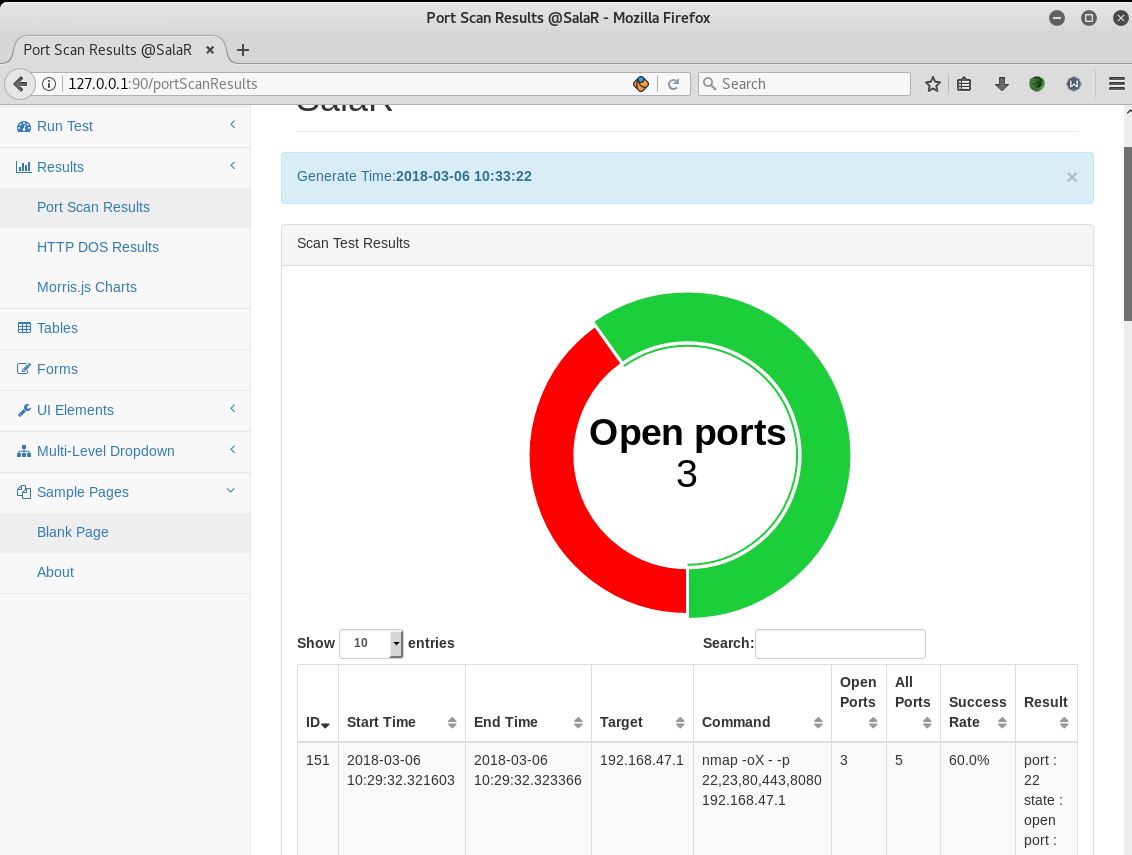 Port Scan Results @SalaR - Mozilla Firefox
Port Scan Results @SalaR
127.0.0.1:90/portScanResults
Search
SalaR
Run Test
Results
Port Scan Results
HTTP DOS Results
Morris.js Charts
Tables
Forms
UI Elements
Multi-Level Dropdown
Sample Pages
Blank Page
About
Generate Time:2018-03-06 10:33:22
×
Scan Test Results
Open ports
3
Show 10 entries
Search:
ID
Start Time
End Time
Target
Command
Open
Ports
All
Ports
Success
Rate
Result
151
2018-03-06
10:29:32.321603
2018-03-06
10:29:32.323366
192.168.47.1
nmap -oX - -p
22,23,80,443,8080
192.168.47.1
3
5
60.0%
port :
22
state :
open
port :